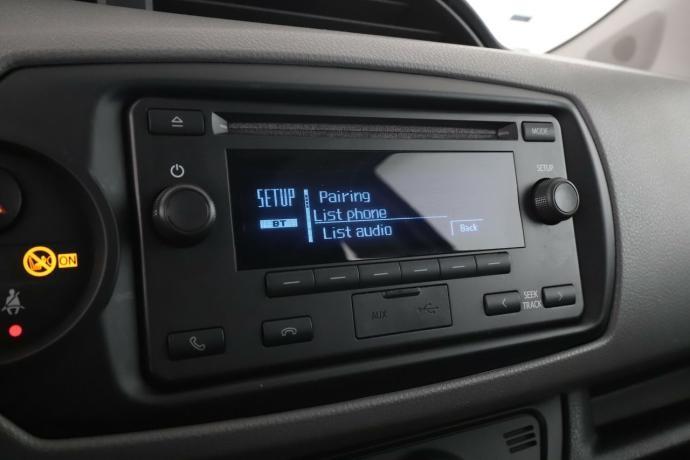 MODE
SETUP
SETUP
BT
Pairing
List phone
List audio
Back
ON
AUX
SEEK
TRACK